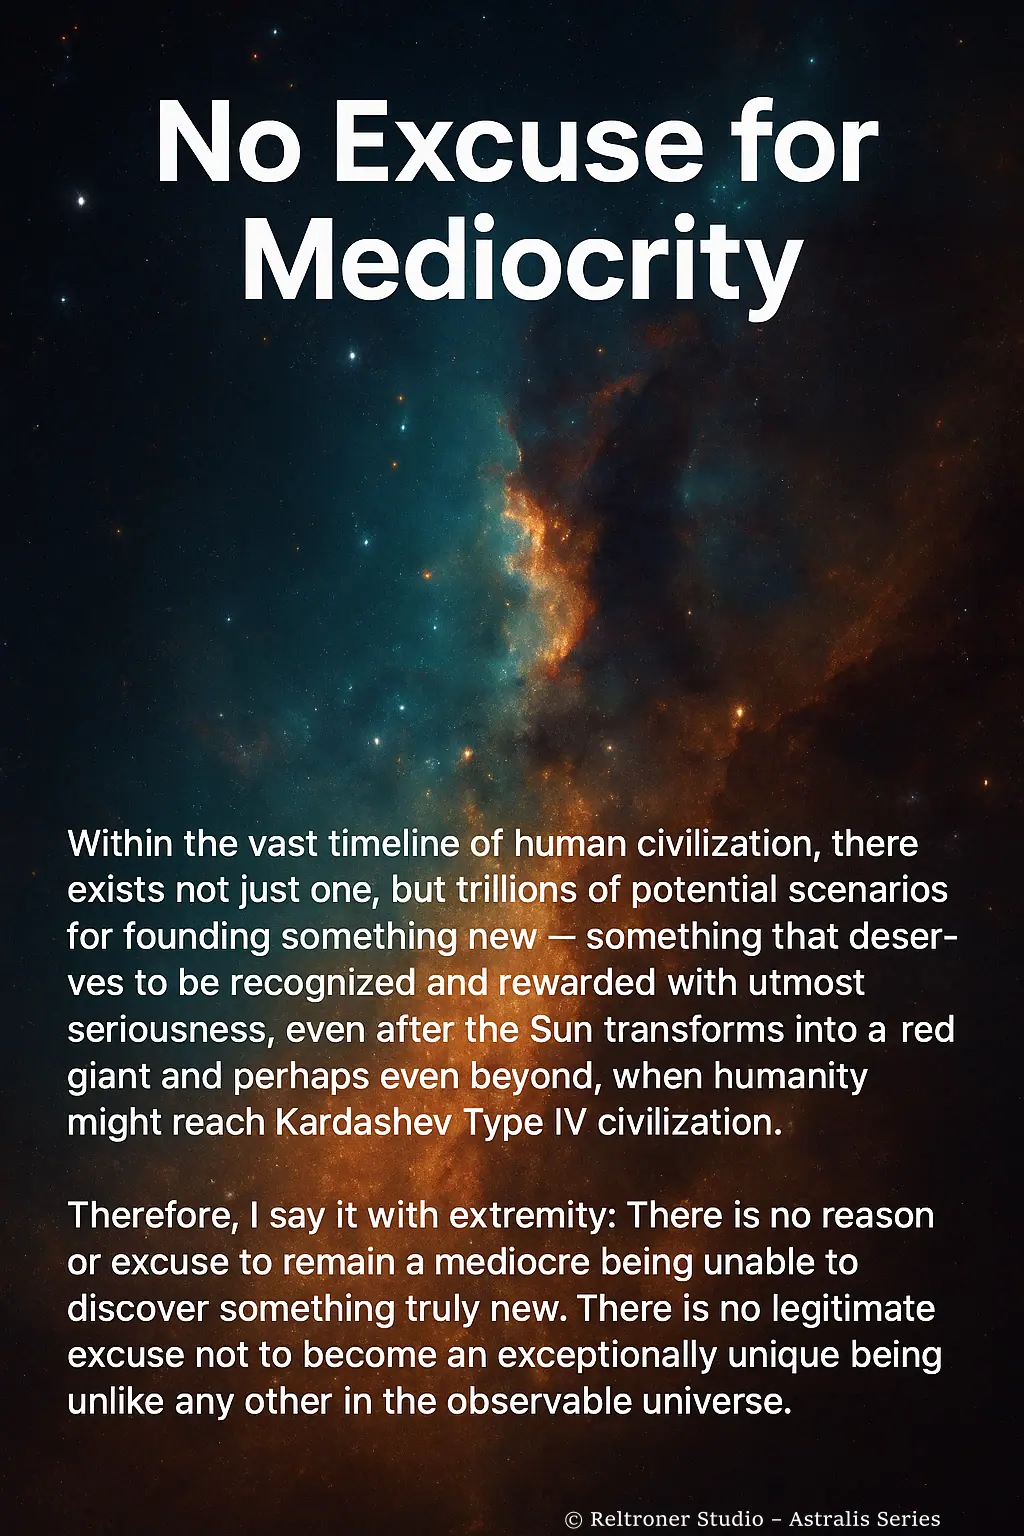 No Excuse for
Mediocrity
Within the vast timeline of human civilization, there
exists not just one, but trillions of potential scenarios
for founding something new — something that deser-
ves to be recognized and rewarded with utmost
seriousness, even after the Sun transforms into a red
giant and perhaps even beyond, when humanity
might reach Kardashev Type IV civilization.
Therefore, I say it with extremity: There is no reason
or excuse to remain a mediocre being unable to
discover something truly new. There is no legitimate
excuse not to become an exceptionally unique being
unlike any other in the observable universe.
© Reltroner Studio – Astralis Series